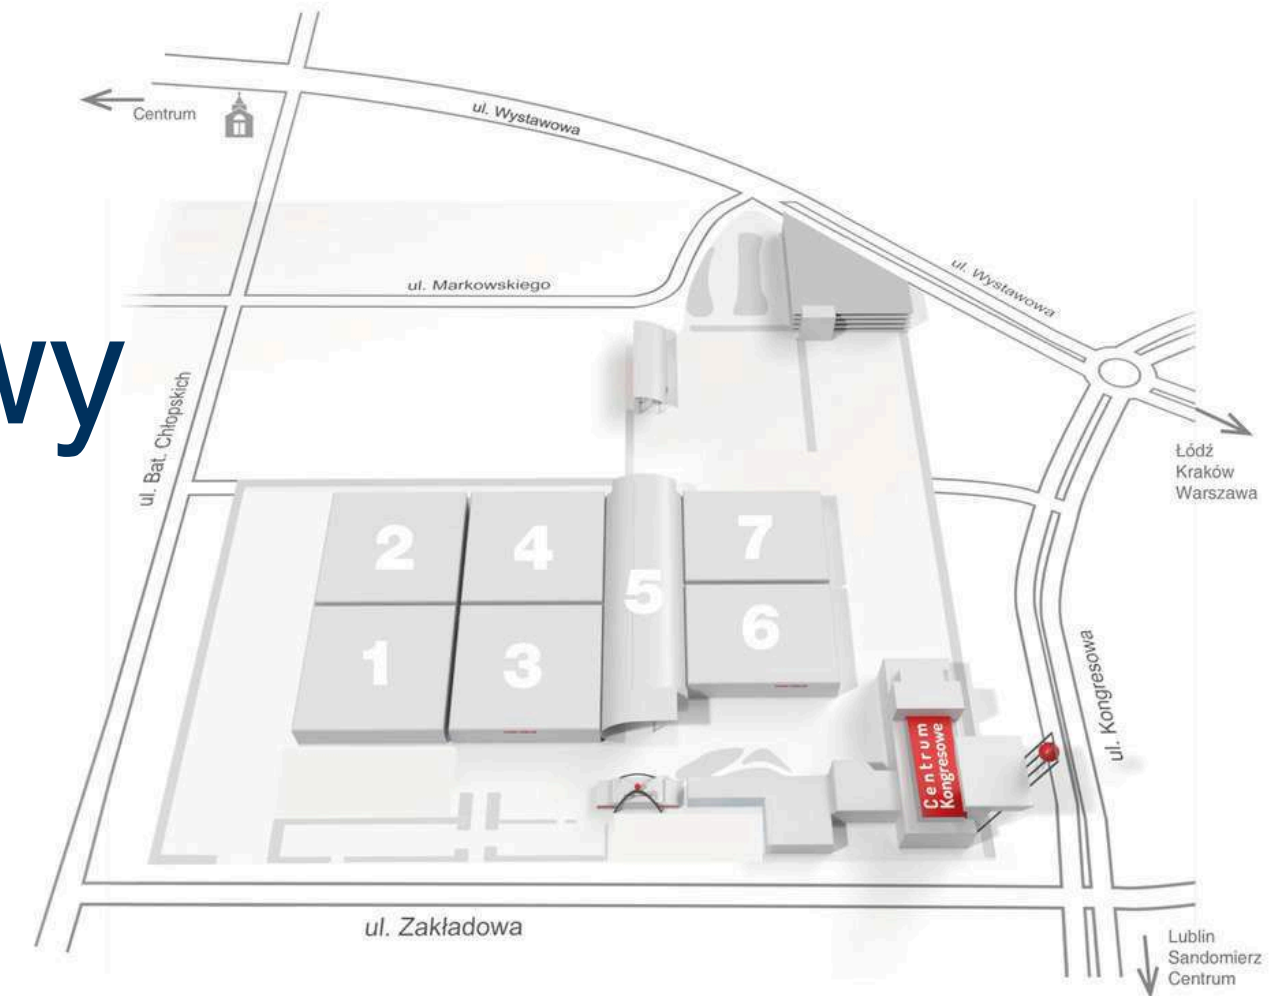 Centrum
ul. Wystawowa
ul. Markowskiego
ul. Wystawowa
wy
ul. Bat. Chłopskich
Łódź
Kraków
Warszawa
2
4
7
5
1
3
6
ul. Kongresowa
Centrum
Kongresowe
ul. Zakładowa
Lublin
Sandomierz
Centrum